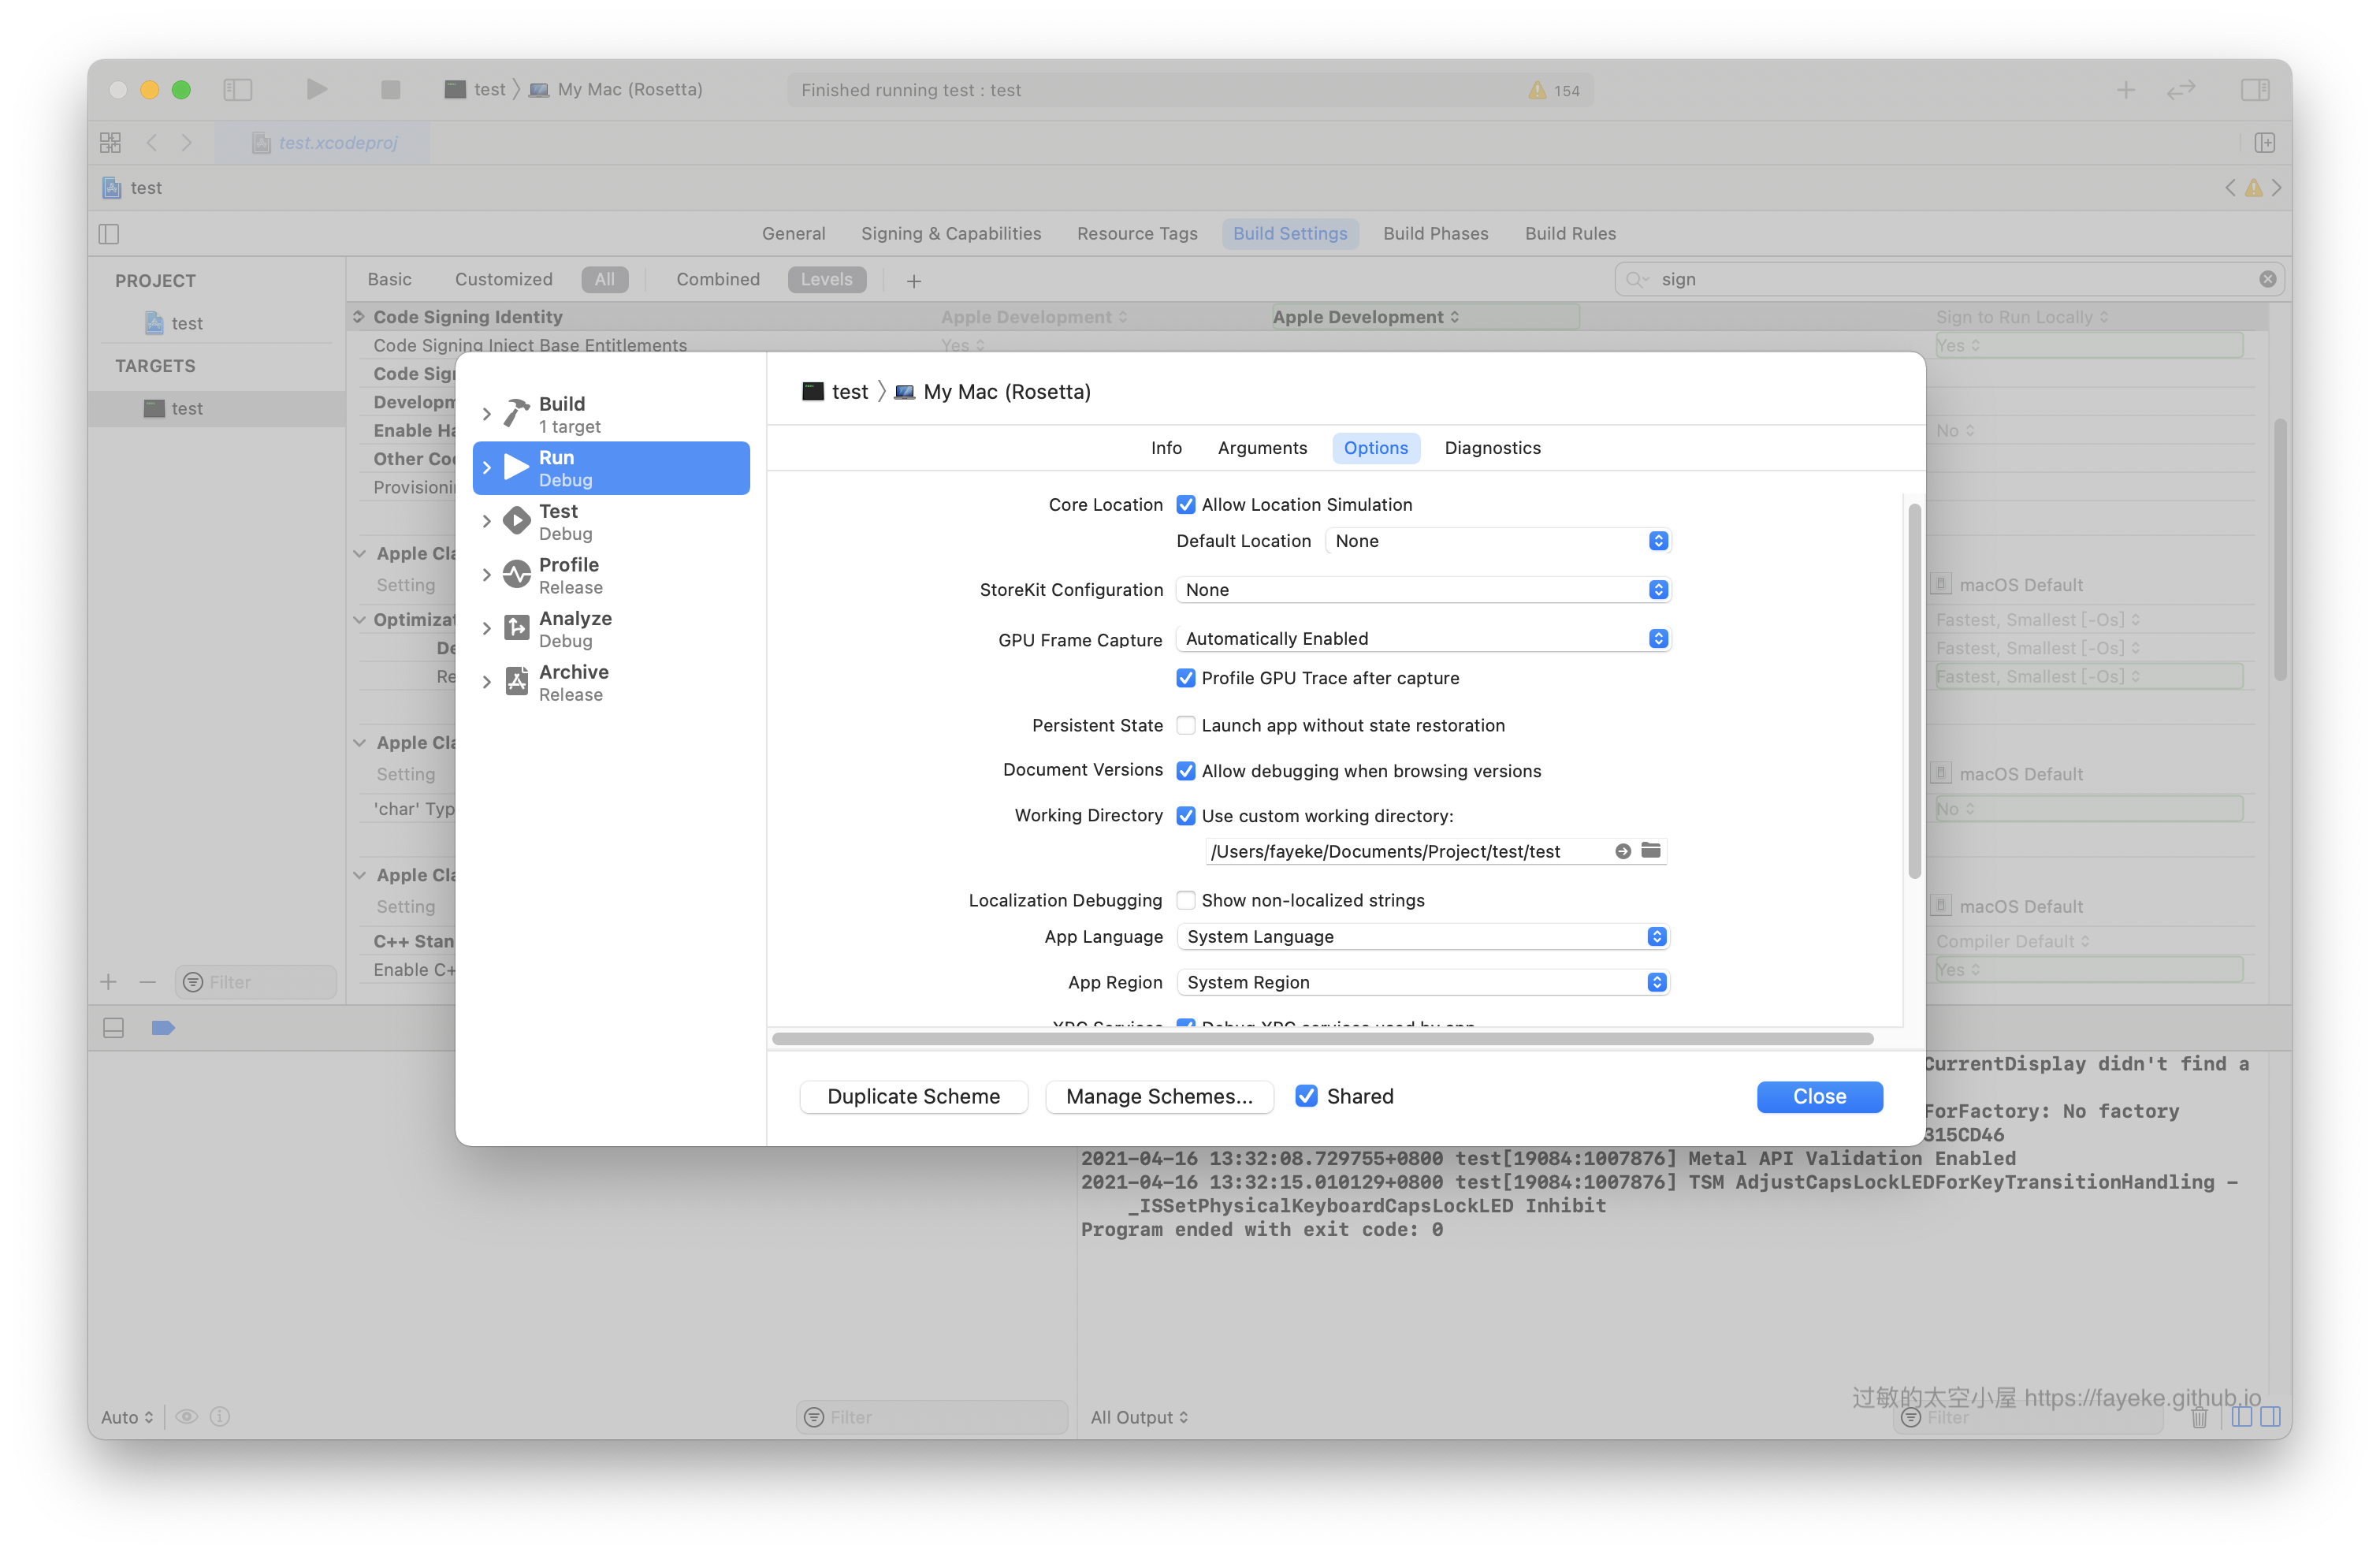 test 〉 My Mac (Rosetta)
Finished running test : test
154
test.xcodeproj
test
General
Signing & Capabilities
Resource Tags
Build Settings
Build Phases
Build Rules
PROJECT
test
TARGETS
test
Basic
Customized
All
Combined
Levels
sign
Code Signing Identity
Apple Development
Apple Development
Sign to Run Locally
Code Signing Inject Base Entitlements
Yes
Yes
Code Sig
Developm
Enable Ha
No
Other Co
Provisioni
Apple Cla
Setting
macOS Default
Optimizat
Fastest, Smallest [-Os]
De
Fastest, Smallest [-Os]
Re
Fastest, Smallest [-Os]
Apple Cla
Setting
macOS Default
'char' Typ
No
Apple Cla
Setting
macOS Default
C++ Stan
Compiler Default
Enable C+
Yes
Filter
Build
1 target
Run
Debug
Test
Debug
Profile
Release
Analyze
Debug
Archive
Release
test 〉 My Mac (Rosetta)
Info
Arguments
Options
Diagnostics
Core Location
Allow Location Simulation
Default Location
None
StoreKit Configuration
None
GPU Frame Capture
Automatically Enabled
Profile GPU Trace after capture
Persistent State
Launch app without state restoration
Document Versions
Allow debugging when browsing versions
Working Directory
Use custom working directory:
/Users/fayeke/Documents/Project/test/test
Localization Debugging
Show non-localized strings
App Language
System Language
App Region
System Region
XPC Services
Debug XPC services used by app
Duplicate Scheme
Manage Schemes...
Shared
Close
CurrentDisplay didn't find a
ForFactory: No factory
315CD46
2021-04-16 13:32:08.729755+0800 test[19084:1007876] Metal API Validation Enabled
2021-04-16 13:32:15.010129+0800 test[19084:1007876] TSM AdjustCapsLockLEDForKeyTransitionHandling -
_ISSetPhysicalKeyboardCapsLockLED Inhibit
Program ended with exit code: 0
过敏的太空小屋 https://fayeke.github.io
Auto
Filter
All Output
Filter